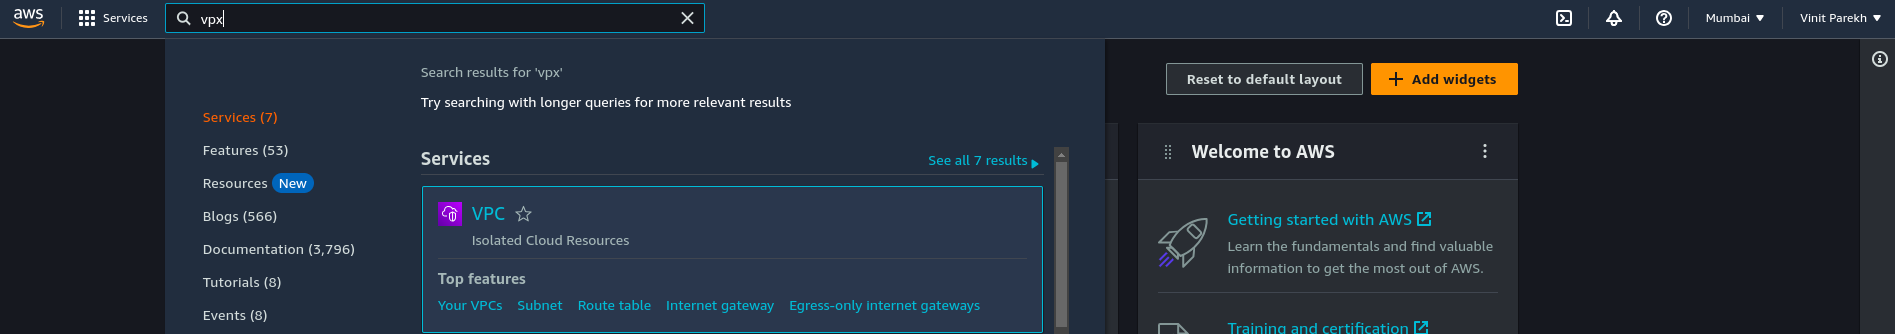 aws
Services
vpx
Mumbai
Vinit Parekh
Search results for 'vpx'
Try searching with longer queries for more relevant results
Services (7)
Features (53)
Resources New
Blogs (566)
Documentation (3,796)
Tutorials (8)
Events (8)
Services
See all 7 results
VPC
Isolated Cloud Resources
Top features
Your VPCs Subnet Route table Internet gateway Egress-only internet gateways
Reset to default layout
Add widgets
Welcome to AWS
Getting started with AWS
Learn the fundamentals and find valuable
information to get the most out of AWS.
Training and certification